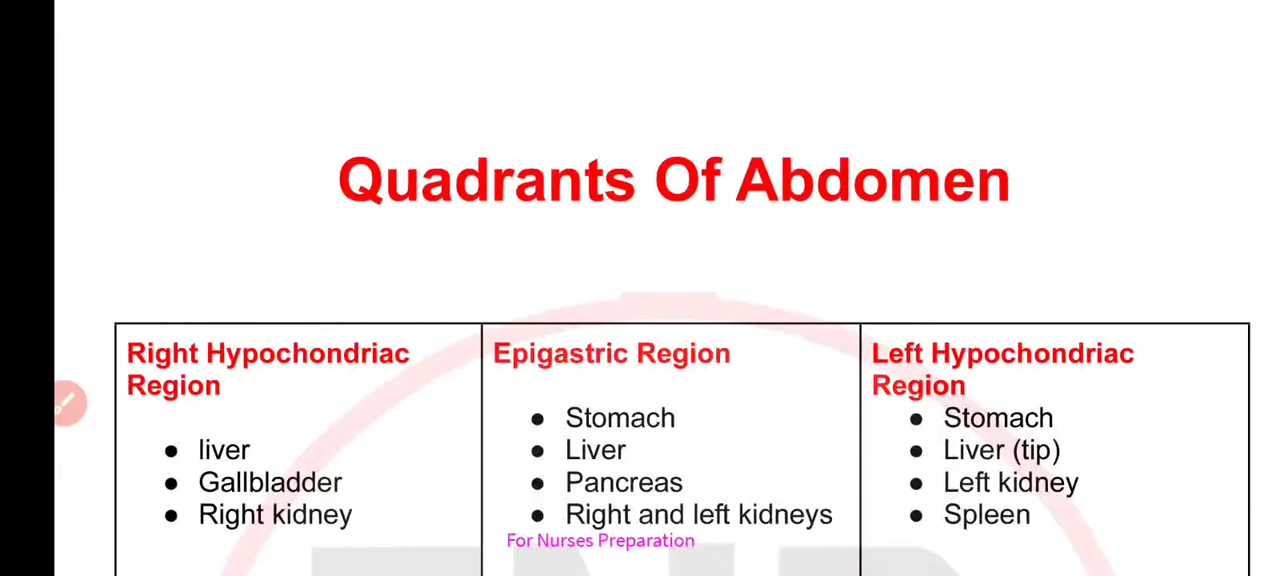 Quadrants Of Abdomen
Right Hypochondriac
Region
● liver
● Gallbladder
● Right kidney
Epigastric Region
● Stomach
● Liver
● Pancreas
● Right and left kidneys
For Nurses Preparation
Left Hypochondriac
Region
● Stomach
● Liver (tip)
● Left kidney
● Spleen